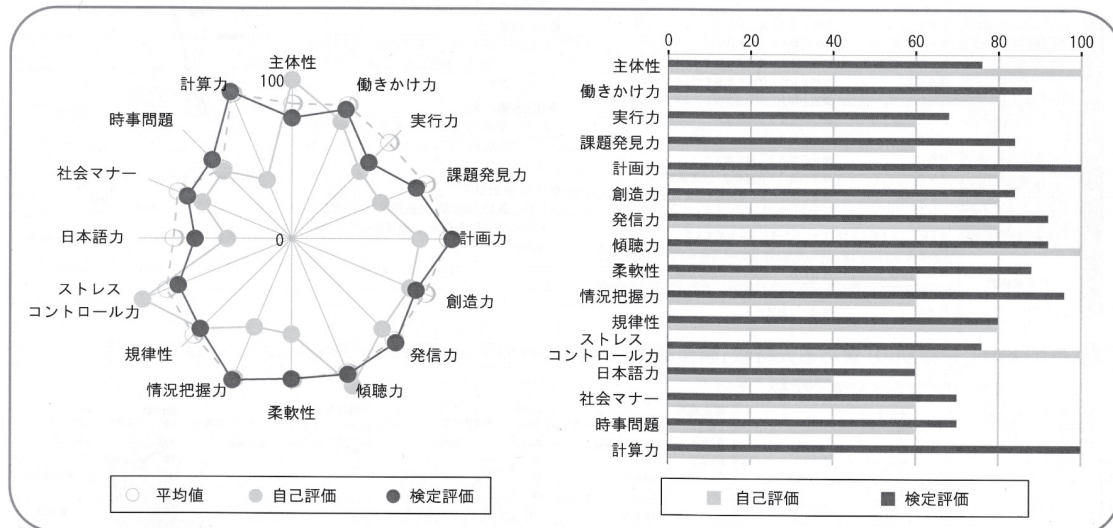 主体性
100
働きかけ力
実行力
課題発見力
計画力
創造力
発信力
傾聴力
柔軟性
情況把握力
規律性
ストレス
コントロール力
日本語力
社会マナー
時事問題
計算力
0
平均値 自己評価 検定評価
0 20 40 60 80 100
主体性
働きかけ力
実行力
課題発見力
計画力
創造力
発信力
傾聴力
柔軟性
情況把握力
規律性
ストレス
コントロール力
日本語力
社会マナー
時事問題
計算力
自己評価 検定評価